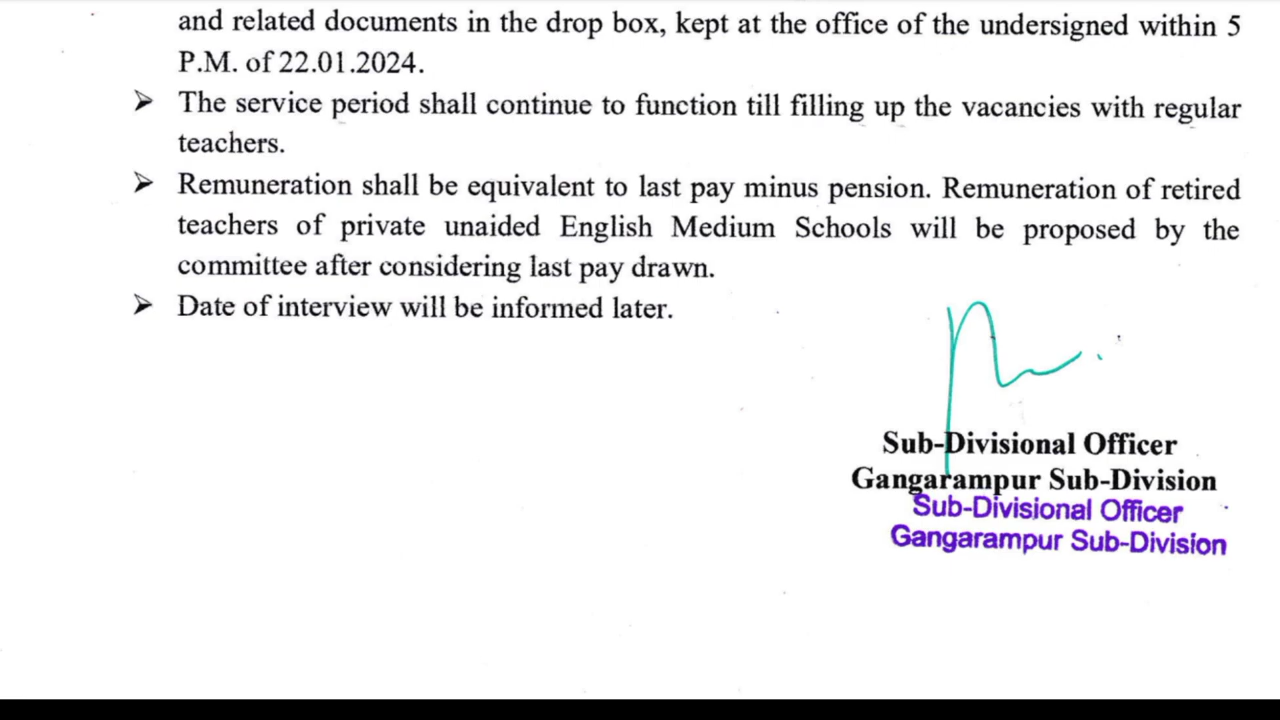 and related documents in the drop box, kept at the office of the undersigned within 5
P.M. of 22.01.2024.
➢ The service period shall continue to function till filling up the vacancies with regular
teachers.
➢ Remuneration shall be equivalent to last pay minus pension. Remuneration of retired
teachers of private unaided English Medium Schools will be proposed by the
committee after considering last pay drawn.
➢ Date of interview will be informed later.
Sub-Divisional Officer
Gangarampur Sub-Division
Sub-Divisional Officer
Gangarampur Sub-Division